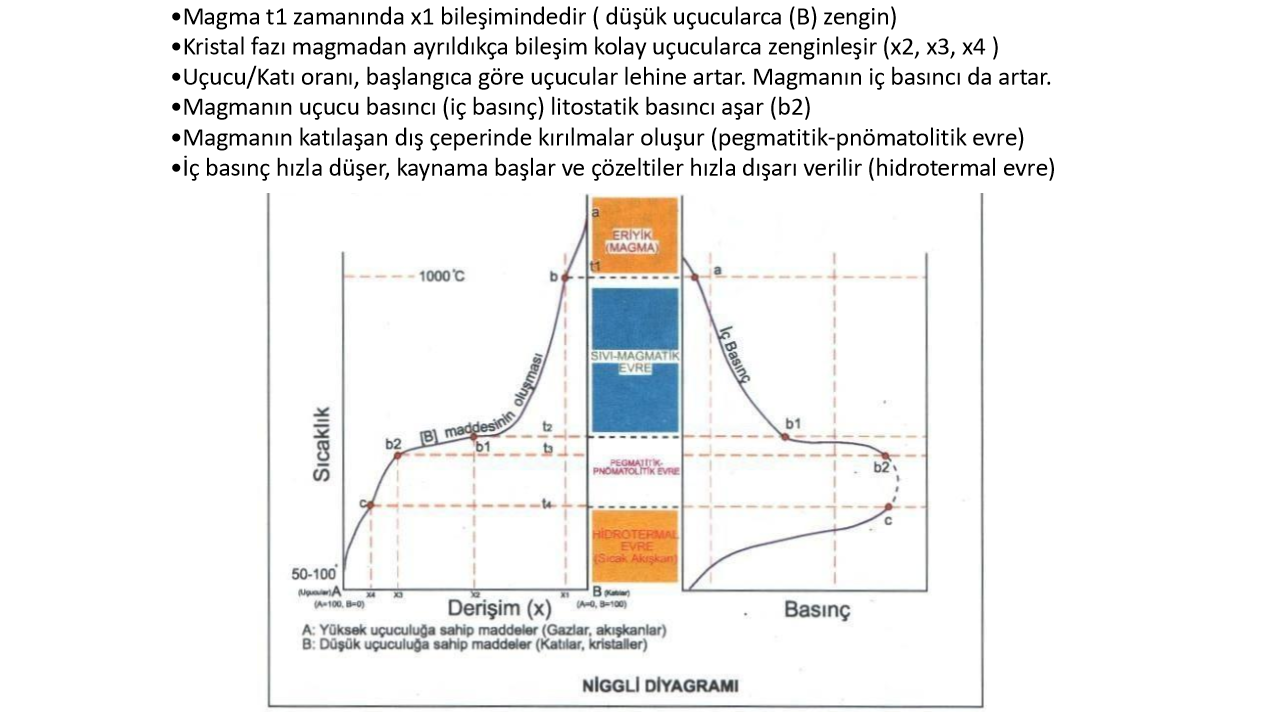 •Magma t1 zamanında x1 bileşimindedir ( düşük uçucularca (B) zengin)
•Kristal fazı magmadan ayrıldıkça bileşim kolay uçucularca zenginleşir (x2, x3, x4 )
•Uçucu/Katı oranı, başlangıca göre uçucular lehine artar. Magmanın iç basıncı da artar.
•Magmanın uçucu basıncı (iç basınç) litostatik basıncı aşar (b2)
•Magmanın katılaşan dış çeperinde kırılmalar oluşur (pegmatitik-pnömatolitik evre)
•İç basınç hızla düşer, kaynama başlar ve çözeltiler hızla dışarı verilir (hidrotermal evre)
a
ERİYİK
(MAGMA)
1000°C
b
t1
a
İç Basınç
SIVI-MAGMATİK
EVRE
[B] maddesinin oluşması
Sıcaklık
b2
b1
t2
t3
b1
b2
PEGMATİTİK-
PNÖMATOLİTİK EVRE
c
t4
c
HİDROTERMAL
EVRE
(Sıcak Akışkan)
50-100°
(Uçucular) A
(A=100, B=0)
X4
X3
X2
X1
Derişim (x)
B (Katılar)
(A=0, B=100)
Basınç
A: Yüksek uçuculuğa sahip maddeler (Gazlar, akışkanlar)
B: Düşük uçuculuğa sahip maddeler (Katılar, kristaller)
NİGGLİ DİYAGRAMI